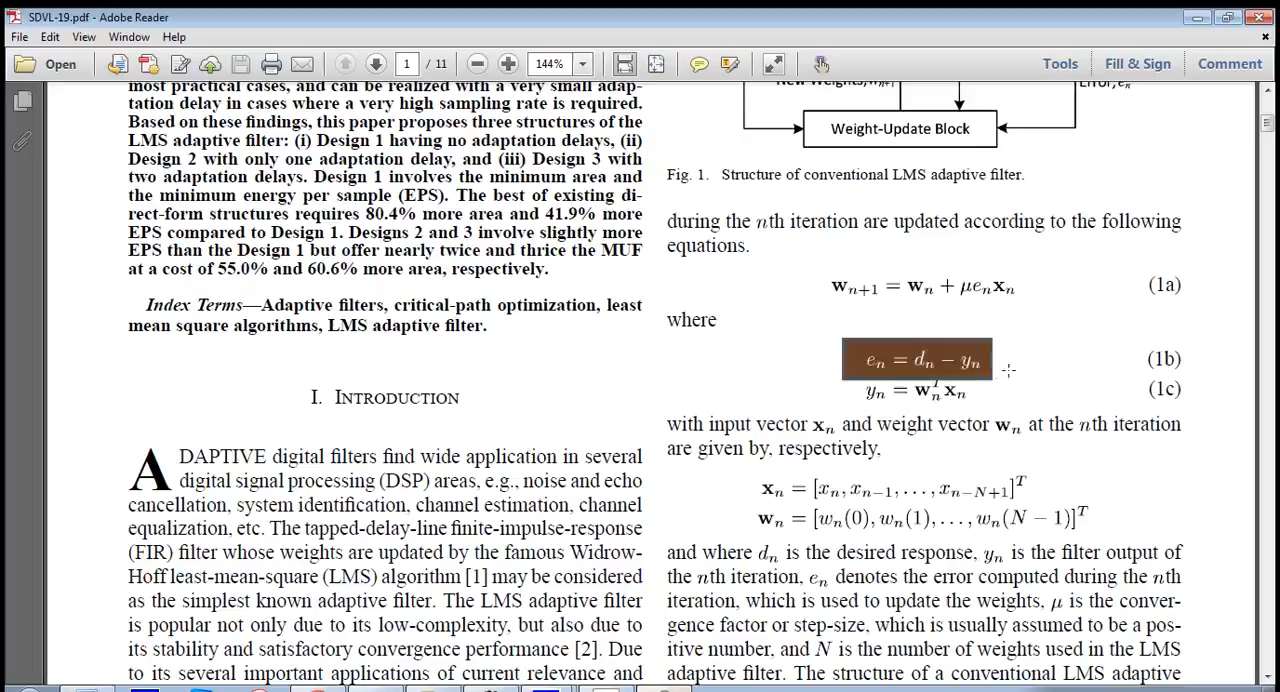 SDVL-19.pdf - Adobe Reader
File Edit View Window Help
Open 1 / 11 144% Tools Fill & Sign Comment
most practical cases, and can be realized with a very small adap-
tation delay in cases where a very high sampling rate is required.
Based on these findings, this paper proposes three structures of the
LMS adaptive filter: (i) Design 1 having no adaptation delays, (ii)
Design 2 with only one adaptation delay, and (iii) Design 3 with
two adaptation delays. Design 1 involves the minimum area and
the minimum energy per sample (EPS). The best of existing di-
rect-form structures requires 80.4% more area and 41.9% more
EPS compared to Design 1. Designs 2 and 3 involve slightly more
EPS than the Design 1 but offer nearly twice and thrice the MUF
at a cost of 55.0% and 60.6% more area, respectively.
Index Terms—Adaptive filters, critical-path optimization, least
mean square algorithms, LMS adaptive filter.
I. INTRODUCTION
ADAPTIVE digital filters find wide application in several
digital signal processing (DSP) areas, e.g., noise and echo
cancellation, system identification, channel estimation, channel
equalization, etc. The tapped-delay-line finite-impulse-response
(FIR) filter whose weights are updated by the famous Widrow-
Hoff least-mean-square (LMS) algorithm [1] may be considered
as the simplest known adaptive filter. The LMS adaptive filter
is popular not only due to its low-complexity, but also due to
its stability and satisfactory convergence performance [2]. Due
to its several important applications of current relevance and
New Weights, wₙ₊₁
Error, eₙ
Weight-Update Block
Fig. 1. Structure of conventional LMS adaptive filter.
during the nth iteration are updated according to the following
equations.
wₙ₊₁ = wₙ + μeₙxₙ (1a)
where
eₙ = dₙ − yₙ (1b)
yₙ = wₙᵀxₙ (1c)
with input vector xₙ and weight vector wₙ at the nth iteration
are given by, respectively,
xₙ = [xₙ, xₙ₋₁, . . . , xₙ₋N₊₁]ᵀ
wₙ = [wₙ(0), wₙ(1), . . . , wₙ(N − 1)]ᵀ
and where dₙ is the desired response, yₙ is the filter output of
the nth iteration, eₙ denotes the error computed during the nth
iteration, which is used to update the weights, μ is the conver-
gence factor or step-size, which is usually assumed to be a pos-
itive number, and N is the number of weights used in the LMS
adaptive filter. The structure of a conventional LMS adaptive